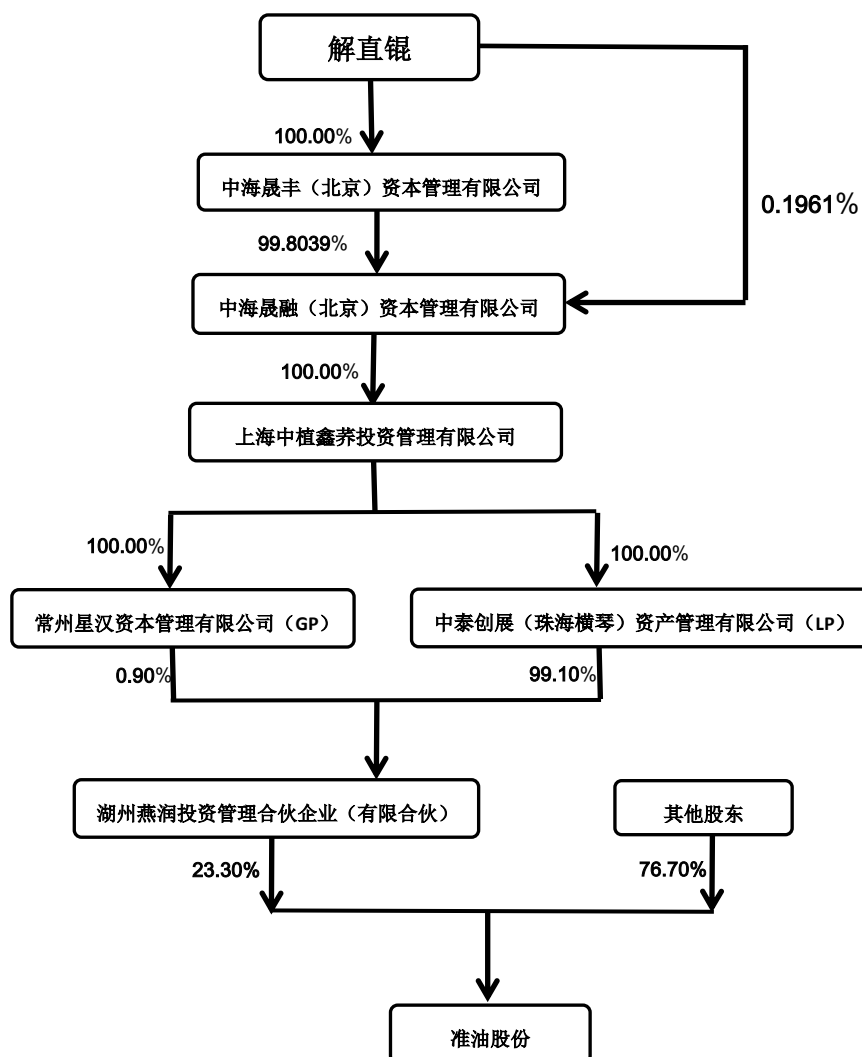 解直锟
100.00%
中海晟丰（北京）资本管理有限公司
0.1961%
99.8039%
中海晟融（北京）资本管理有限公司
100.00%
上海中植鑫荞投资管理有限公司
100.00%
100.00%
常州星汉资本管理有限公司（GP）
中泰创展（珠海横琴）资产管理有限公司（LP）
0.90%
99.10%
湖州燕润投资管理合伙企业（有限合伙）
其他股东
23.30%
76.70%
准油股份